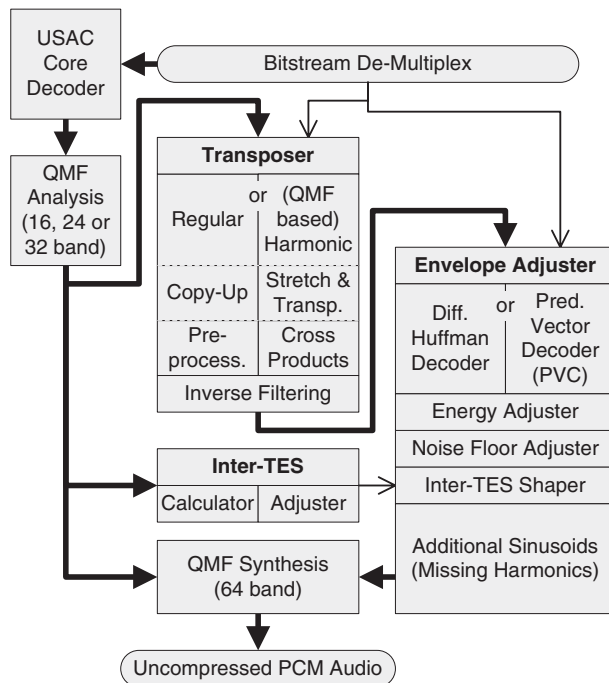 USAC
Core
Decoder
Bitstream De-Multiplex
QMF
Analysis
(16, 24 or
32 band)
Transposer
Regular
or
(QMF
based)
Harmonic
Copy-Up
Stretch &
Transp.
Pre-
process.
Cross
Products
Inverse Filtering
Envelope Adjuster
Diff.
Huffman
Decoder
or
Pred.
Vector
Decoder
(PVC)
Energy Adjuster
Noise Floor Adjuster
Inter-TES Shaper
Additional Sinusoids
(Missing Harmonics)
Inter-TES
Calculator
Adjuster
QMF Synthesis
(64 band)
Uncompressed PCM Audio